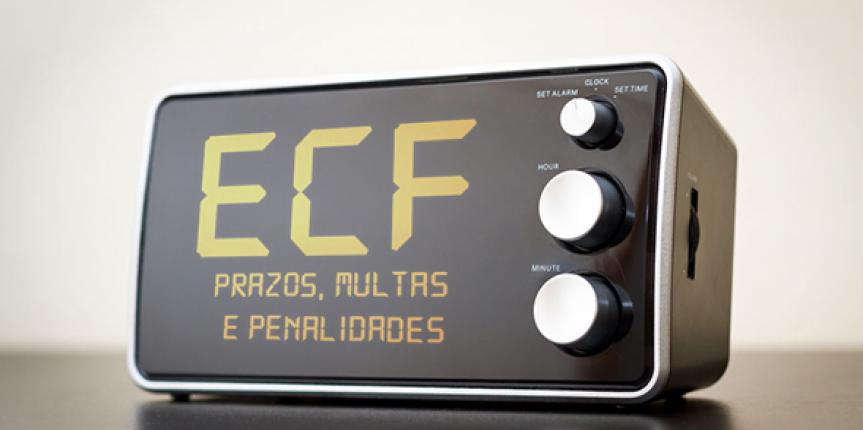 ECF
PRAZOS, MULTAS
E PENALIDADES
CLOCK
SET ALARM
SET TIME
HOUR
MINUTE